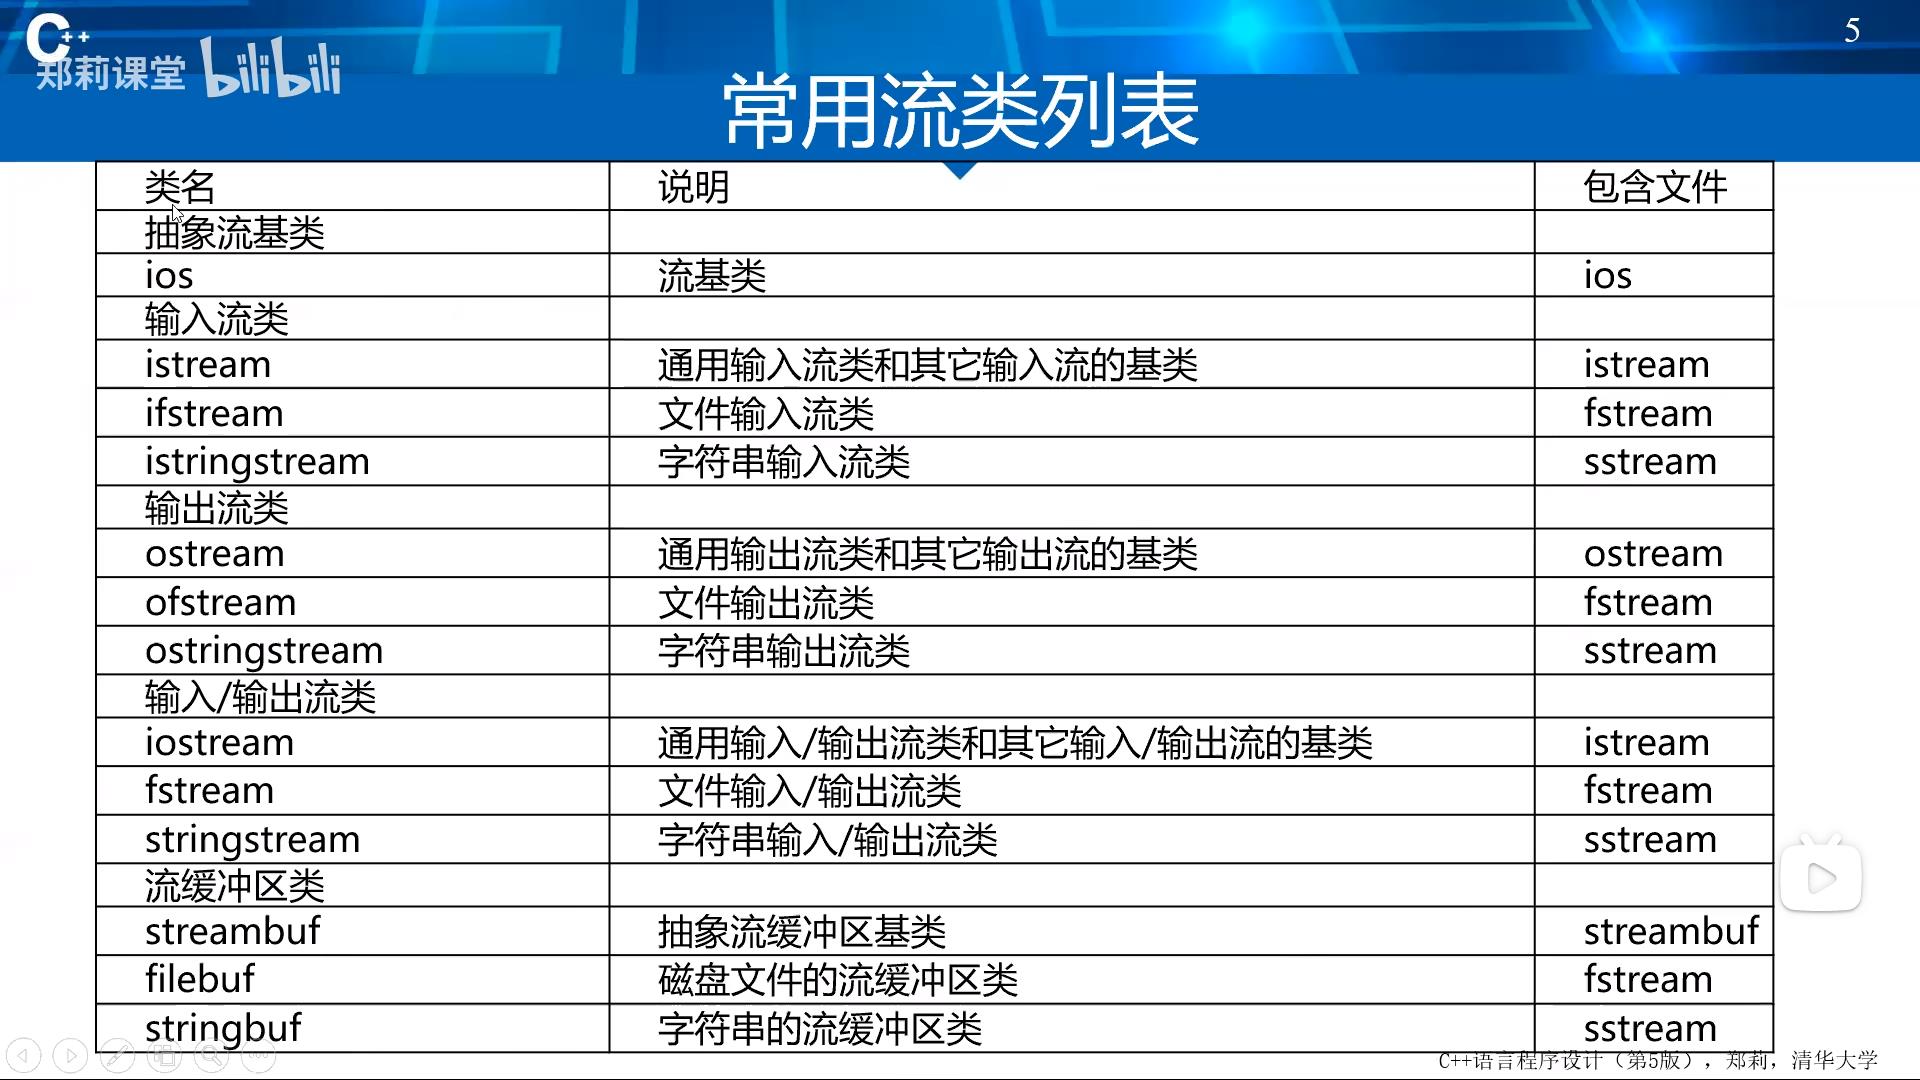 5
C++
郑莉课堂 bilibili
常用流类列表
类名 说明 包含文件
抽象流基类
ios 流基类 ios
输入流类
istream 通用输入流类和其它输入流的基类 istream
ifstream 文件输入流类 fstream
istringstream 字符串输入流类 sstream
输出流类
ostream 通用输出流类和其它输出流的基类 ostream
ofstream 文件输出流类 fstream
ostringstream 字符串输出流类 sstream
输入/输出流类
iostream 通用输入/输出流类和其它输入/输出流的基类 istream
fstream 文件输入/输出流类 fstream
stringstream 字符串输入/输出流类 sstream
流缓冲区类
streambuf 抽象流缓冲区基类 streambuf
filebuf 磁盘文件的流缓冲区类 fstream
stringbuf 字符串的流缓冲区类 sstream
C++语言程序设计（第5版），郑莉，清华大学